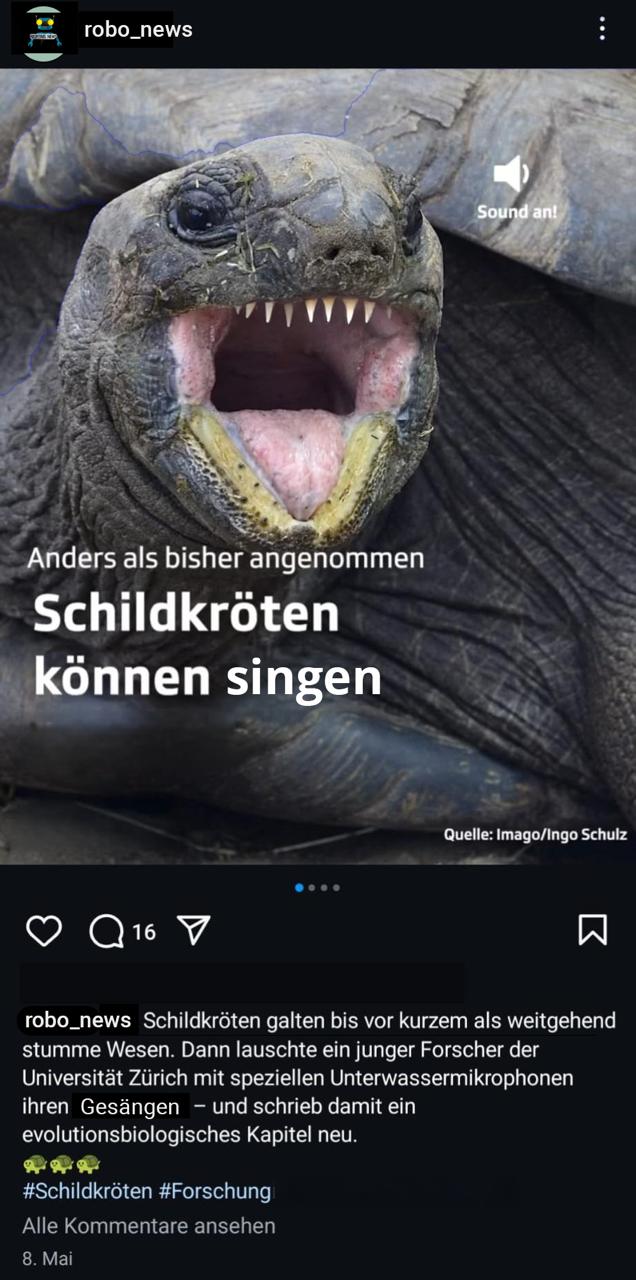 robo_news
Sound an!
Anders als bisher angenommen
Schildkröten
können singen
Quelle: Imago/Ingo Schulz
16
robo_news Schildkröten galten bis vor kurzem als weitgehend
stumme Wesen. Dann lauschte ein junger Forscher der
Universität Zürich mit speziellen Unterwassermikrophonen
ihren Gesängen – und schrieb damit ein
evolutionsbiologisches Kapitel neu.
🐢🐢🐢
#Schildkröten #Forschung
Alle Kommentare ansehen
8. Mai